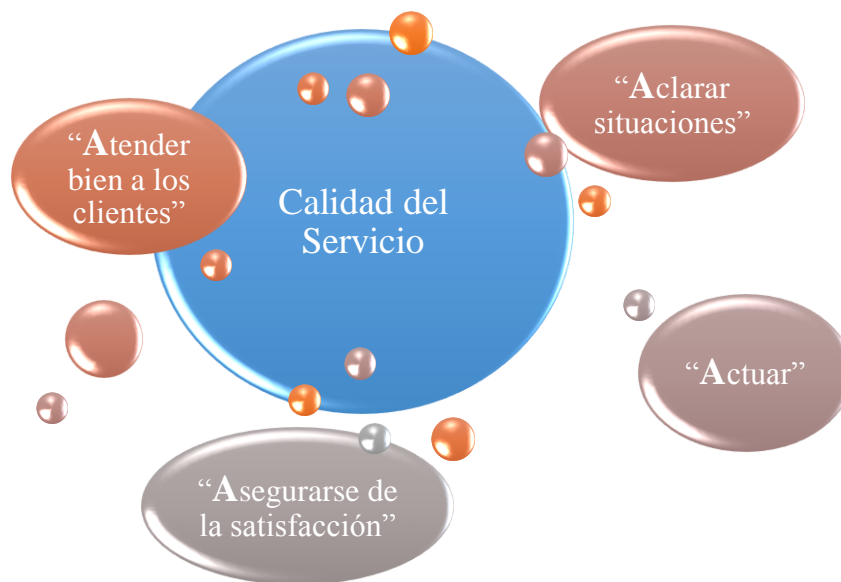 “Aclarar
situaciones”
“Atender
bien a los
clientes”
Calidad del
Servicio
“Actuar”
“Asegurarse de
la satisfacción”